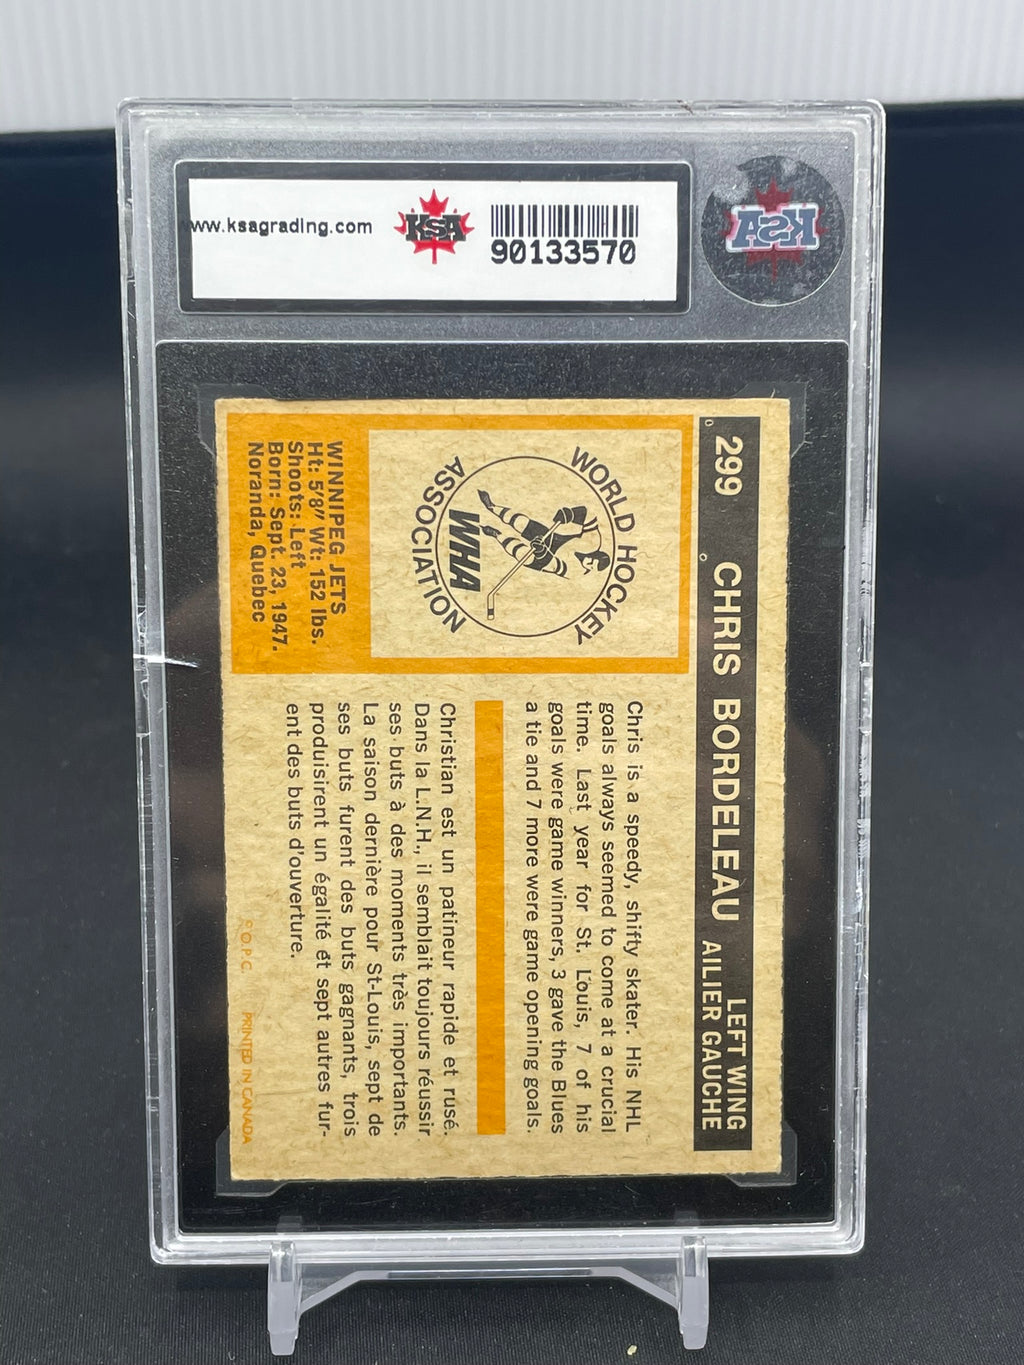 www.ksagrading.com
KSA
90133570
KSA
299 CHRIS BORDELEAU LEFT WING
AILIER GAUCHE
WORLD HOCKEY
ASSOCIATION
WHA
WINNIPEG JETS
Ht: 5'8" Wt: 152 lbs.
Shoots: Left
Born: Sept. 23, 1947.
Noranda, Quebec
Chris is a speedy, shifty skater. His NHL
goals always seemed to come at a crucial
time. Last year for St. Louis, 7 of his
goals were game winners, 3 gave the Blues
a tie and 7 more were game opening goals.
Christian est un patineur rapide et rusé.
Dans la L.N.H., il semblait toujours réussir
ses buts à des moments très importants.
La saison dernière pour St-Louis, sept de
ses buts furent des buts gagnants, trois
produisirent un égalité et sept autres fur-
ent des buts d'ouverture.
© O.P.C. PRINTED IN CANADA